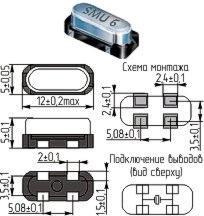 SMU 6
Схема монтажа
2,4±0,1
5±0,05
12±0,2max
2,4±0,1
3,5±0,1
5,08±0,1
5±0,1
2±0,1
Подключение выводов
(вид сверху)
3,5±0,1
5±0,1
5,08±0,1